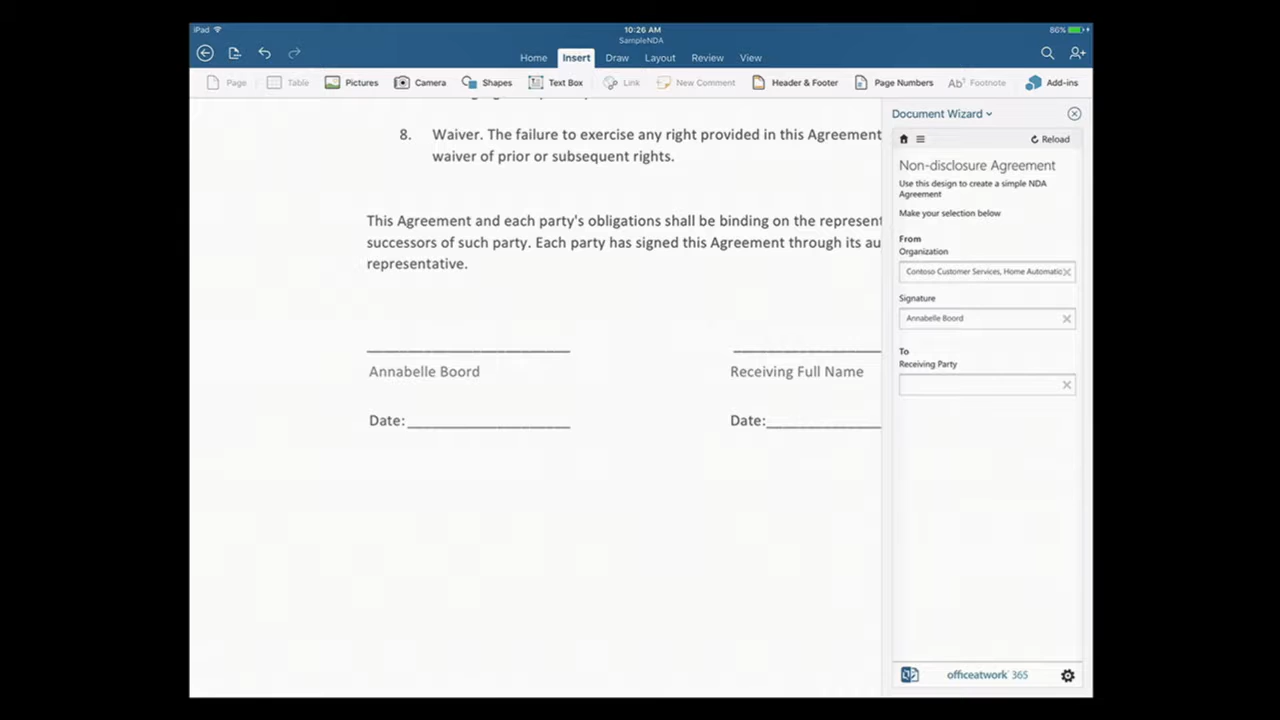 iPad
10:26 AM
86%
SampleNDA
Home
Insert
Draw
Layout
Review
View
Page
Table
Pictures
Camera
Shapes
Text Box
Link
New Comment
Header & Footer
Page Numbers
Ab¹ Footnote
Add-ins
8. Waiver. The failure to exercise any right provided in this Agreement
waiver of prior or subsequent rights.
This Agreement and each party's obligations shall be binding on the represent
successors of such party. Each party has signed this Agreement through its au
representative.
Annabelle Boord
Receiving Full Name
Date:
Date:
Document Wizard
Reload
Non-disclosure Agreement
Use this design to create a simple NDA
Agreement
Make your selection below
From
Organization
Contoso Customer Services, Home Automatic
Signature
Annabelle Boord
To
Receiving Party
officeatwork 365